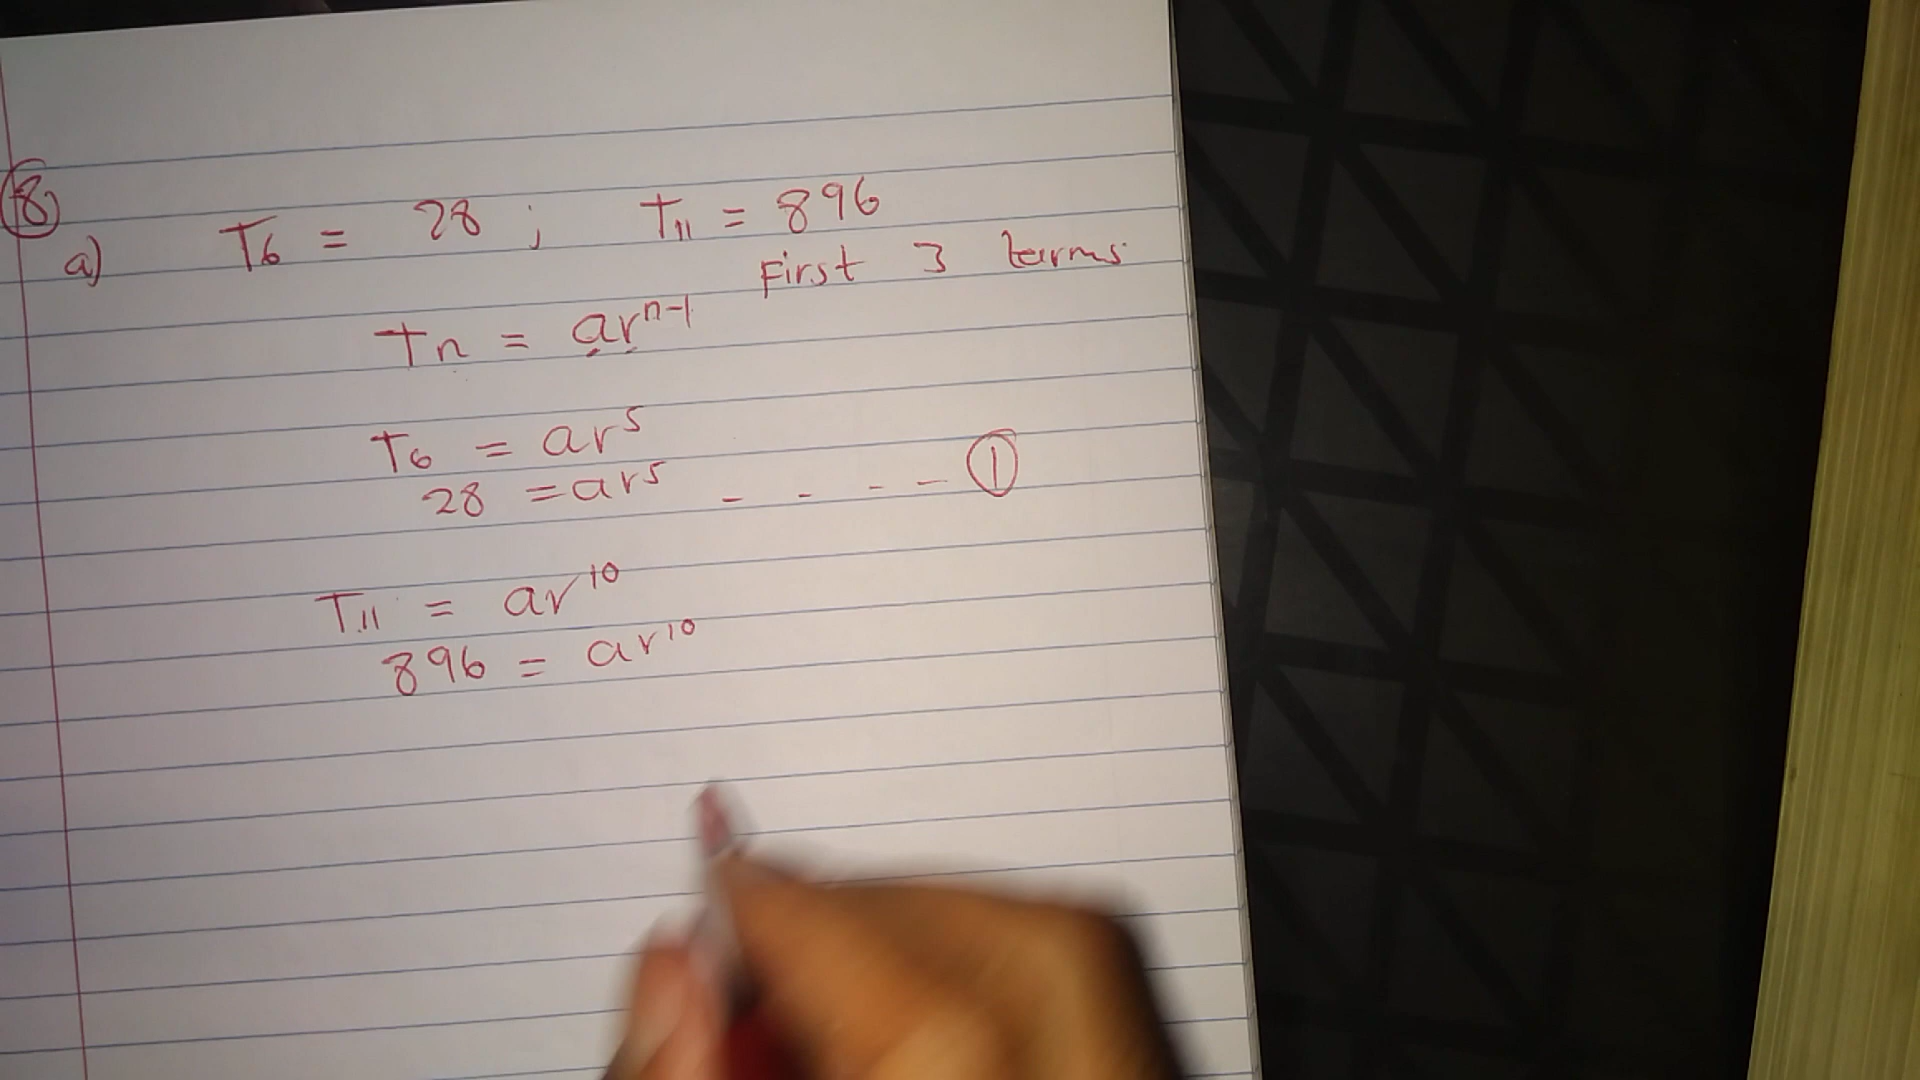 8
a) T6 = 28 ; T11 = 896
First 3 terms
Tn = ar^n-1
T6 = ar^5
28 = ar^5 - - - - 1
T11 = ar^10
896 = ar^10